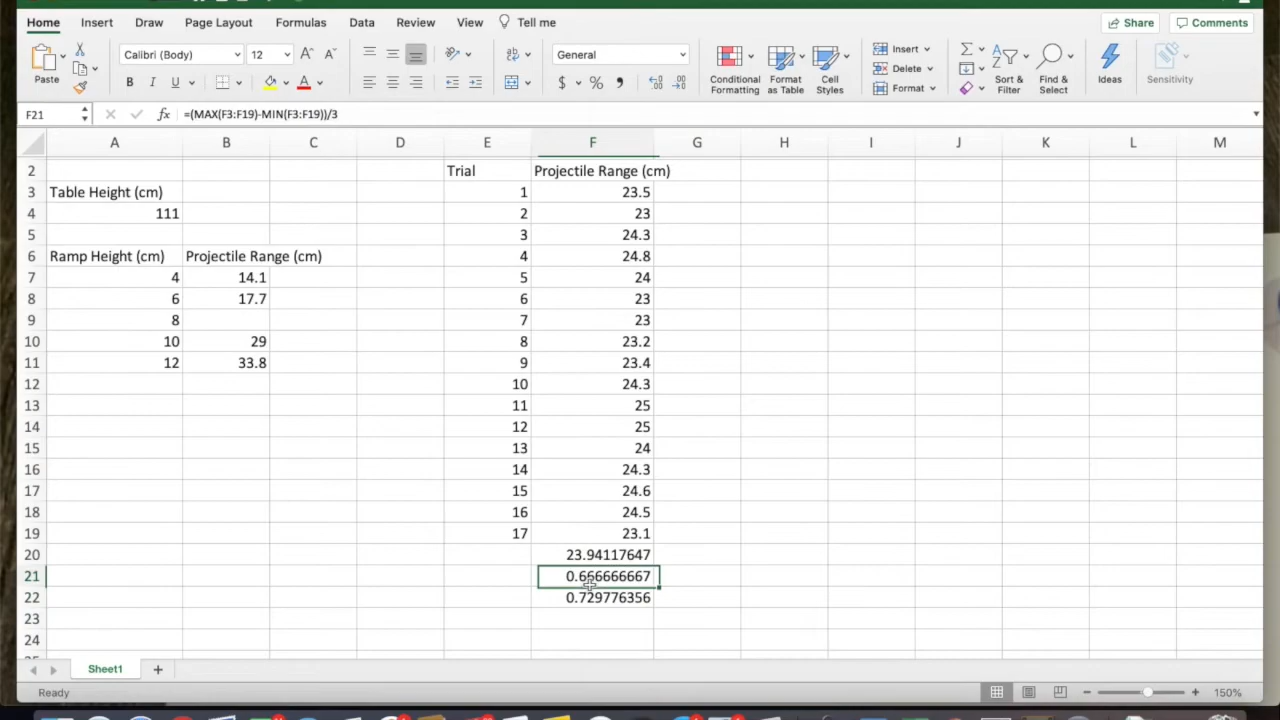 Home Insert Draw Page Layout Formulas Data Review View Tell me Share Comments
Paste Calibri (Body) 12 General Conditional Formatting Format as Table Cell Styles Insert Delete Format Sort & Filter Find & Select Ideas Sensitivity
F21 fx =(MAX(F3:F19)-MIN(F3:F19))/3
A B C D E F G H I J K L M
2 Trial Projectile Range (cm)
3 Table Height (cm) 1 23.5
4 111 2 23
5 3 24.3
6 Ramp Height (cm) Projectile Range (cm) 4 24.8
7 4 14.1 5 24
8 6 17.7 6 23
9 8 7 23
10 10 29 8 23.2
11 12 33.8 9 23.4
12 10 24.3
13 11 25
14 12 25
15 13 24
16 14 24.3
17 15 24.6
18 16 24.5
19 17 23.1
20 23.94117647
21 0.666666667
22 0.729776356
23
24
Sheet1
Ready 150%